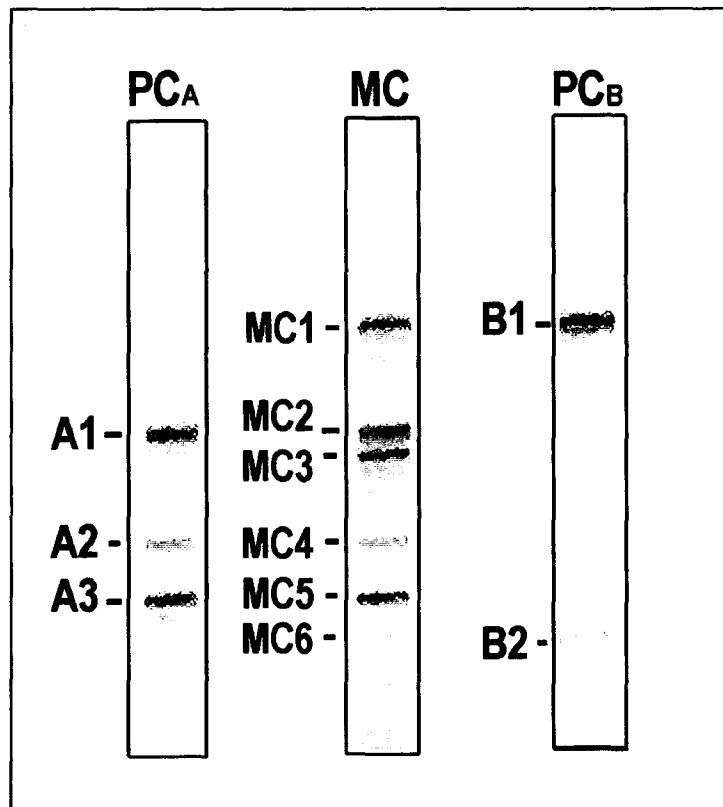 PCA MC PCB
MC1 -
B1 -
A1 -
MC2 -
MC3 -
A2 -
MC4 -
A3 -
MC5 -
MC6 -
B2 -